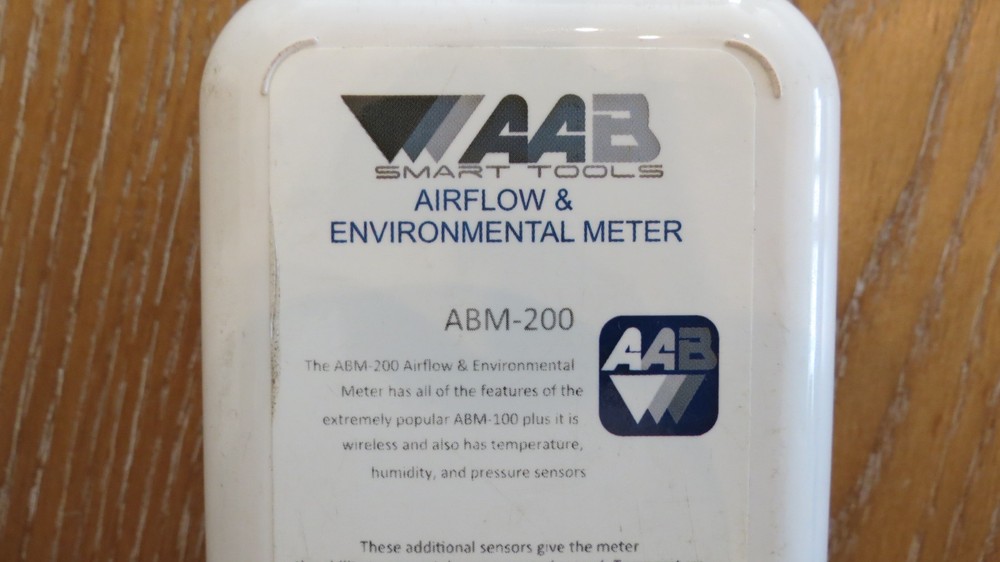 AAB
SMART TOOLS
AIRFLOW &
ENVIRONMENTAL METER
ABM-200
AAB
The ABM-200 Airflow & Environmental
Meter has all of the features of the
extremely popular ABM-100 plus it is
wireless and also has temperature,
humidity, and pressure sensors
These additional sensors give the meter